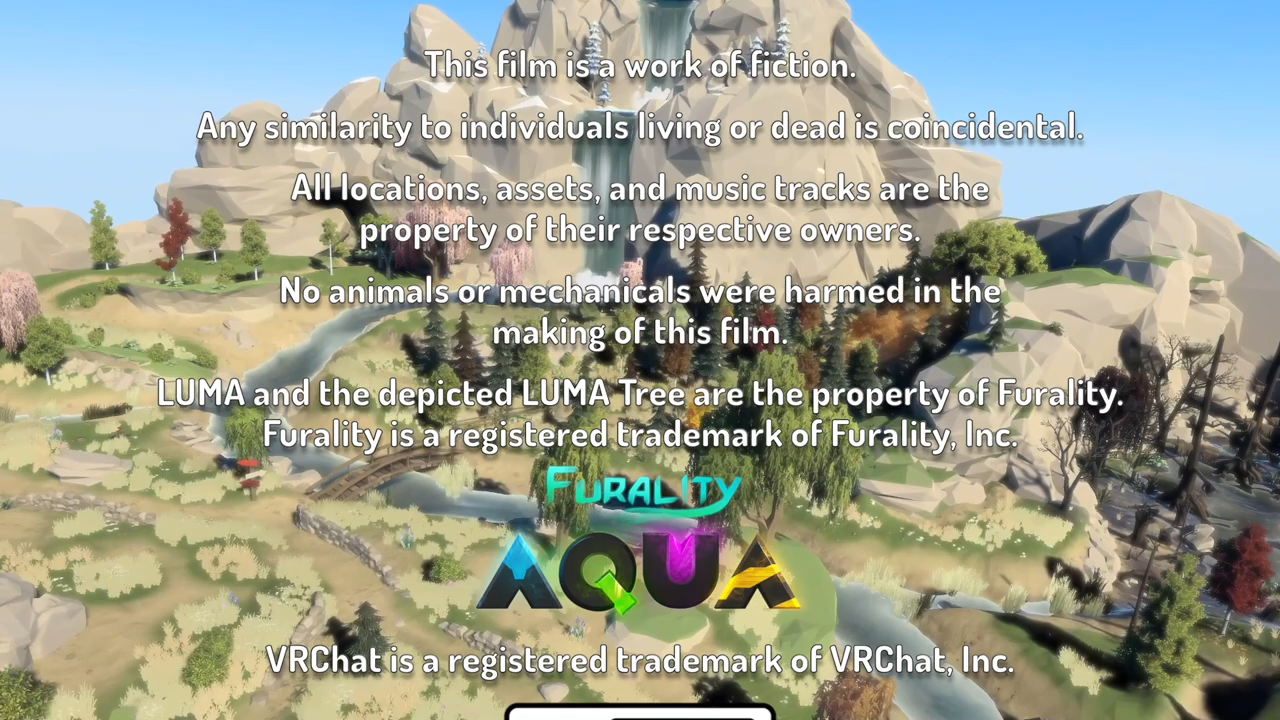 This film is a work of fiction.
Any similarity to individuals living or dead is coincidental.
All locations, assets, and music tracks are the
property of their respective owners.
No animals or mechanicals were harmed in the
making of this film.
LUMA and the depicted LUMA Tree are the property of Furality.
Furality is a registered trademark of Furality, Inc.
FURALITY
AQUA
VRChat is a registered trademark of VRChat, Inc.